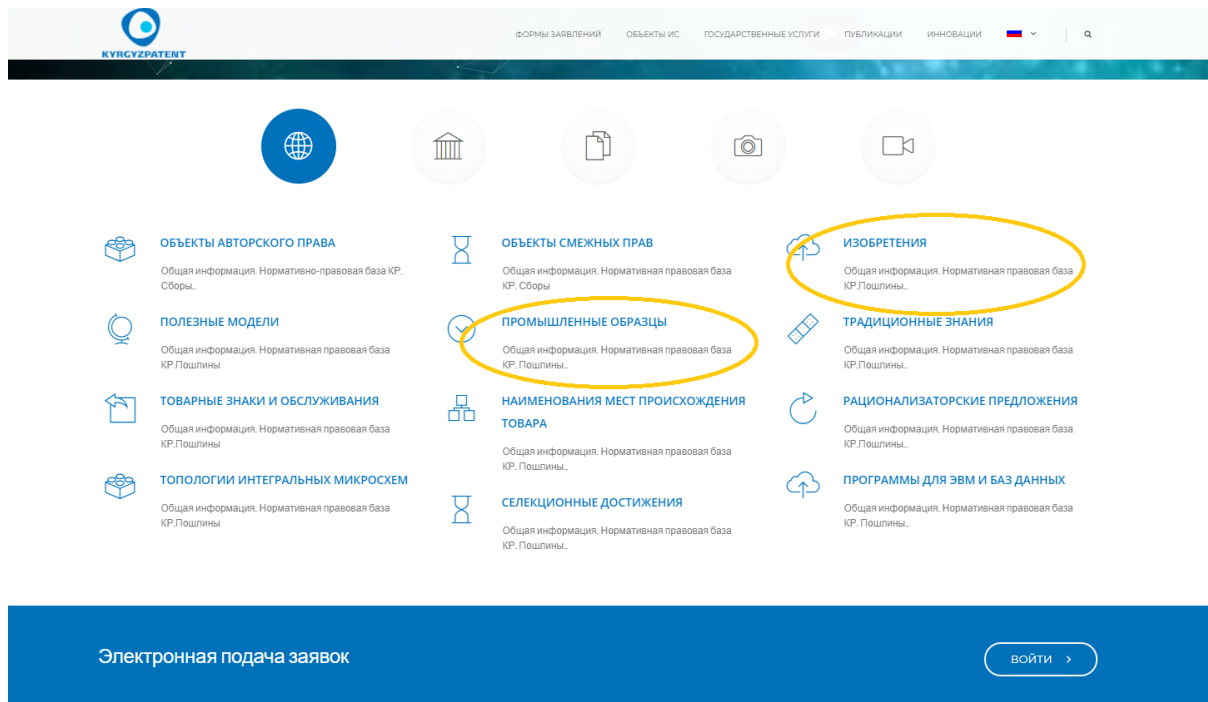 KYRGYZPATENT
ФОРМЫ ЗАЯВЛЕНИЙ ОБЪЕКТЫ ИС ГОСУДАРСТВЕННЫЕ УСЛУГИ ПУБЛИКАЦИИ ИННОВАЦИИ
ОБЪЕКТЫ АВТОРСКОГО ПРАВА
Общая информация. Нормативно-правовая база КР.
Сборы..
ОБЪЕКТЫ СМЕЖНЫХ ПРАВ
Общая информация. Нормативная правовая база
КР. Сборы
ИЗОБРЕТЕНИЯ
Общая информация. Нормативная правовая база
КР.Пошлины..
ПОЛЕЗНЫЕ МОДЕЛИ
Общая информация. Нормативная правовая база
КР.Пошлины
ПРОМЫШЛЕННЫЕ ОБРАЗЦЫ
Общая информация. Нормативная правовая база
КР. Пошлины..
ТРАДИЦИОННЫЕ ЗНАНИЯ
Общая информация. Нормативная правовая база
КР.Пошлины..
ТОВАРНЫЕ ЗНАКИ И ОБСЛУЖИВАНИЯ
Общая информация. Нормативная правовая база
КР.Пошлины
НАИМЕНОВАНИЯ МЕСТ ПРОИСХОЖДЕНИЯ
ТОВАРА
Общая информация. Нормативная правовая база
КР. Пошлины..
РАЦИОНАЛИЗАТОРСКИЕ ПРЕДЛОЖЕНИЯ
Общая информация. Нормативная правовая база
КР.Пошлины..
ТОПОЛОГИИ ИНТЕГРАЛЬНЫХ МИКРОСХЕМ
Общая информация. Нормативная правовая база
КР.Пошлины
СЕЛЕКЦИОННЫЕ ДОСТИЖЕНИЯ
Общая информация. Нормативная правовая база
КР. Пошлины..
ПРОГРАММЫ ДЛЯ ЭВМ И БАЗ ДАННЫХ
Общая информация. Нормативная правовая база
КР. Пошлины..
Электронная подача заявок
ВОЙТИ